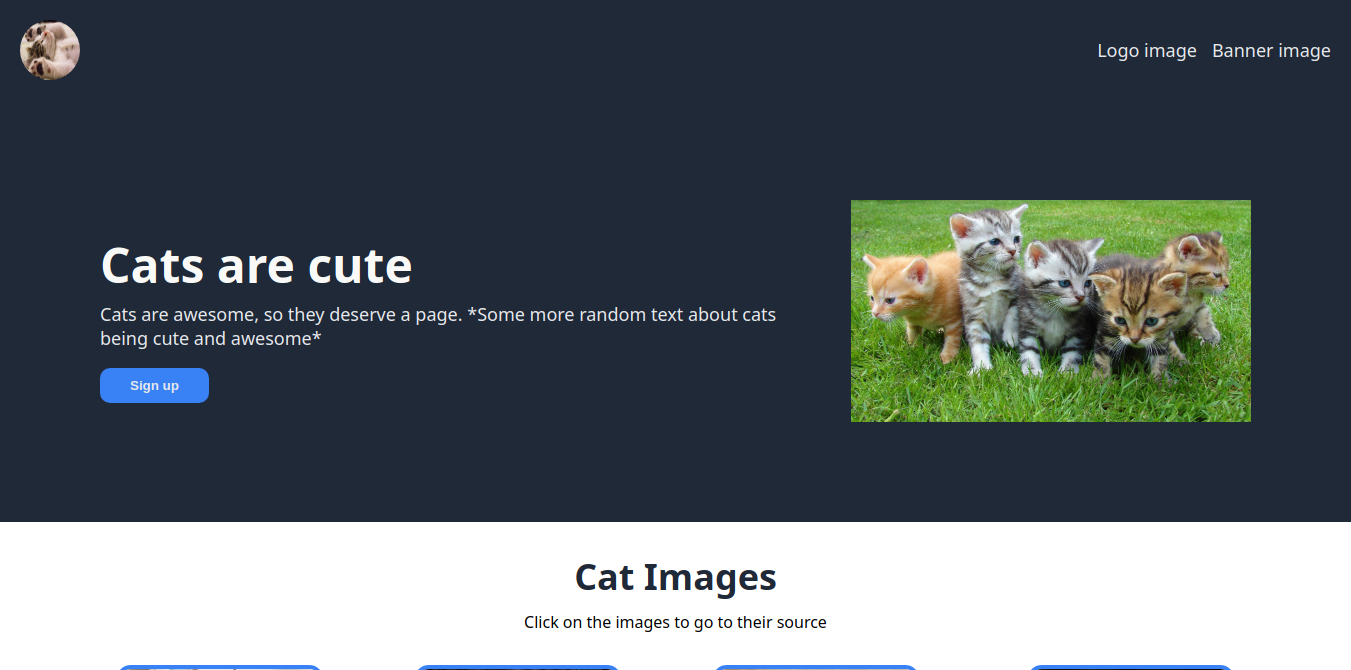 Logo image Banner image
Cats are cute
Cats are awesome, so they deserve a page. *Some more random text about cats
being cute and awesome*
Sign up
Cat Images
Click on the images to go to their source